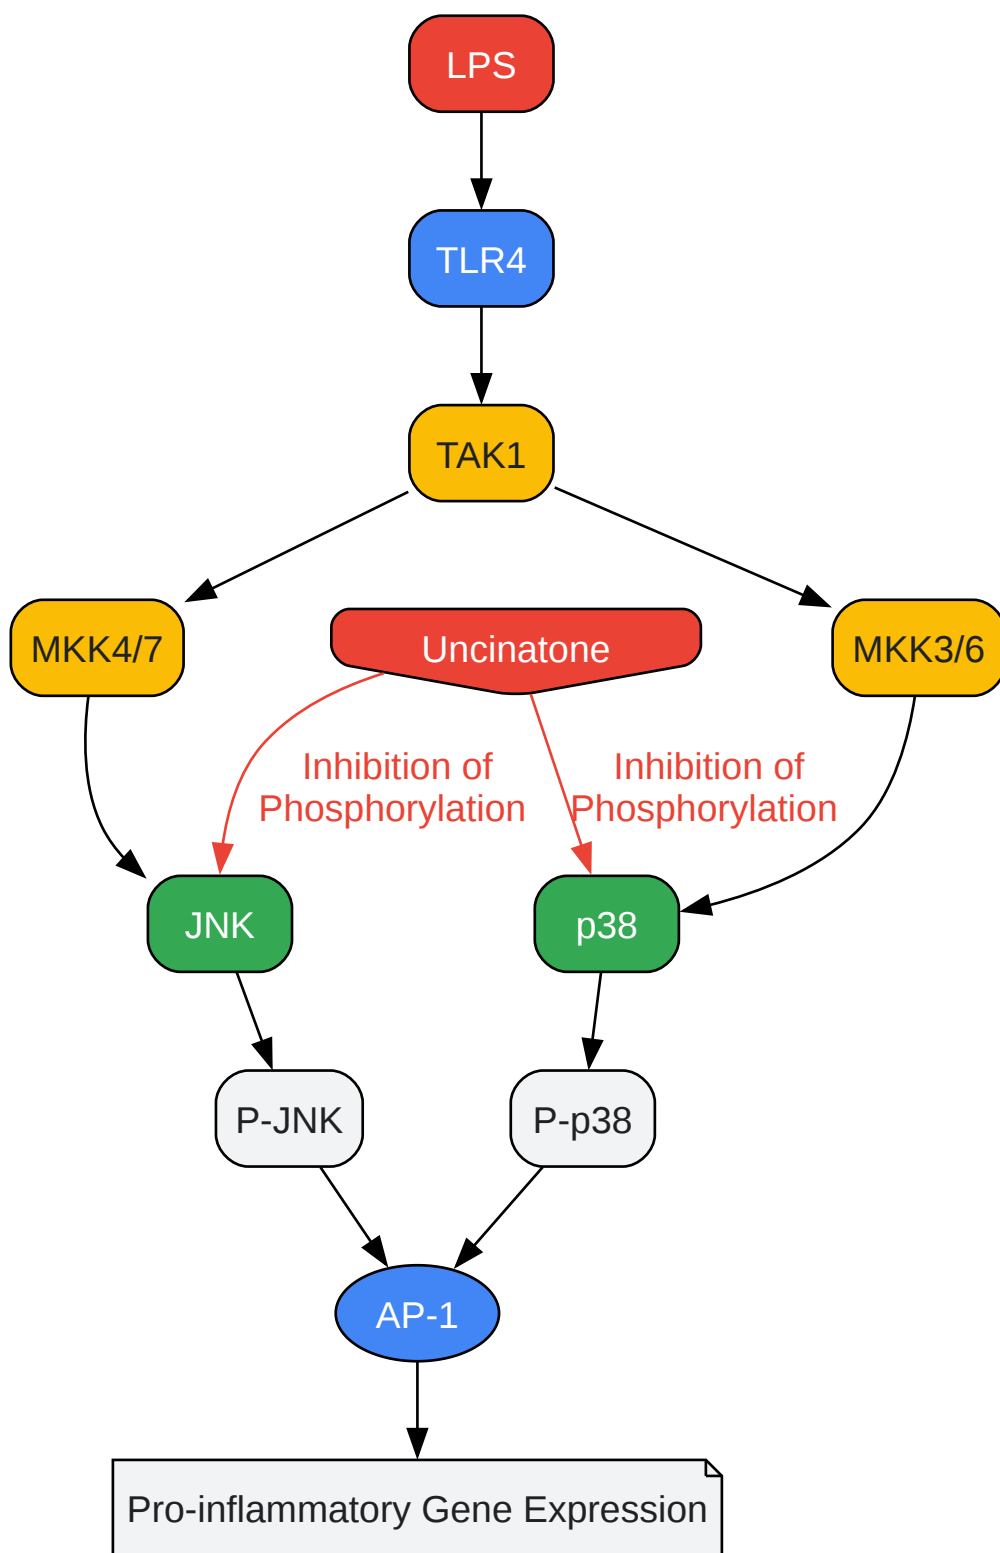 LPS
TLR4
TAK1
MKK4/7
Uncinatone
MKK3/6
Inhibition of
Phosphorylation
Inhibition of
Phosphorylation
JNK
p38
P-JNK
P-p38
AP-1
Pro-inflammatory Gene Expression